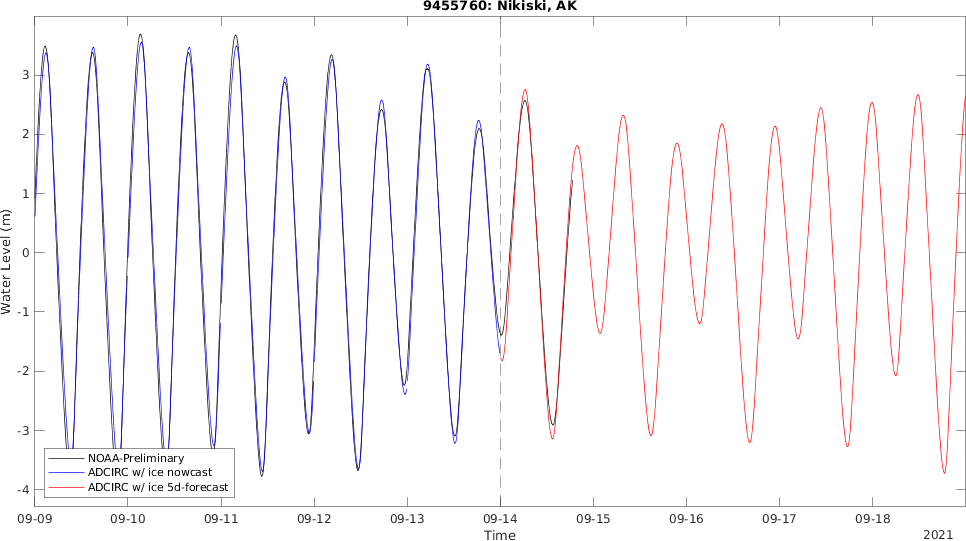 9455760: Nikiski, AK
3
2
1
0
-1
-2
-3
-4
Water Level (m)
NOAA-Preliminary
ADCIRC w/ ice nowcast
ADCIRC w/ ice 5d-forecast
09-09 09-10 09-11 09-12 09-13 09-14 09-15 09-16 09-17 09-18
Time
2021